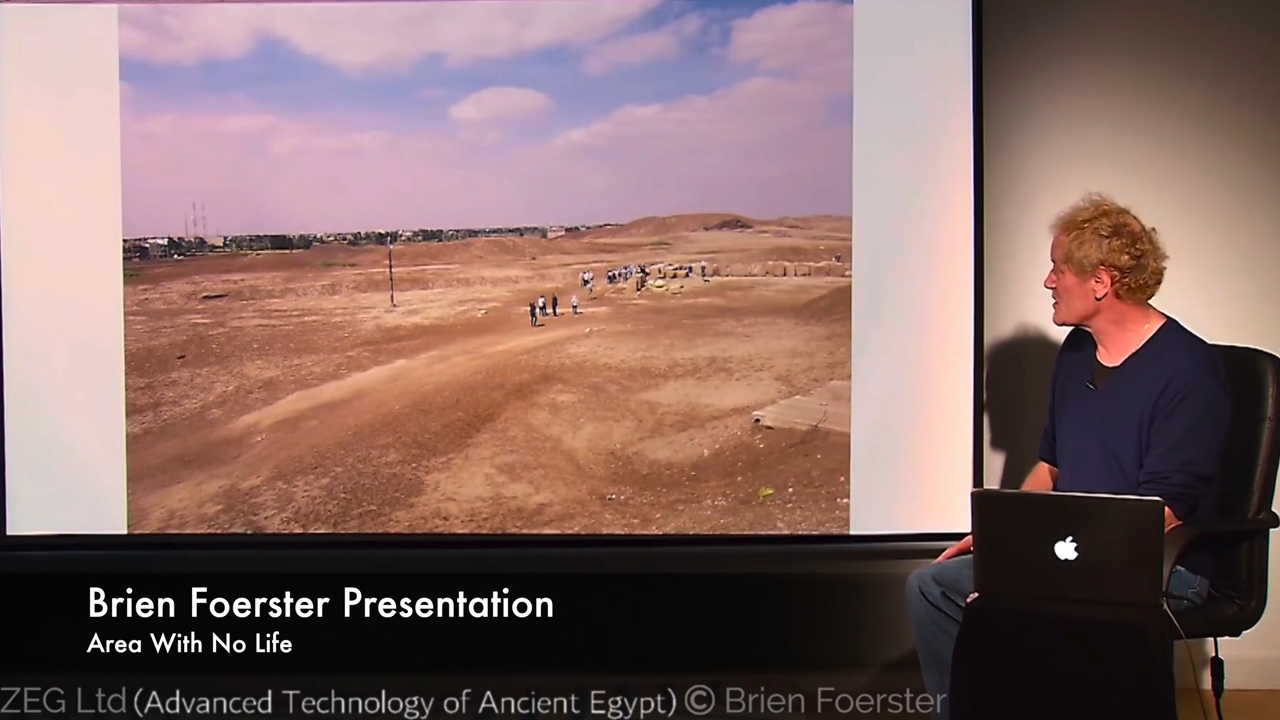 Brien Foerster Presentation
Area With No Life
ZEG Ltd (Advanced Technology of Ancient Egypt) © Brien Foerster